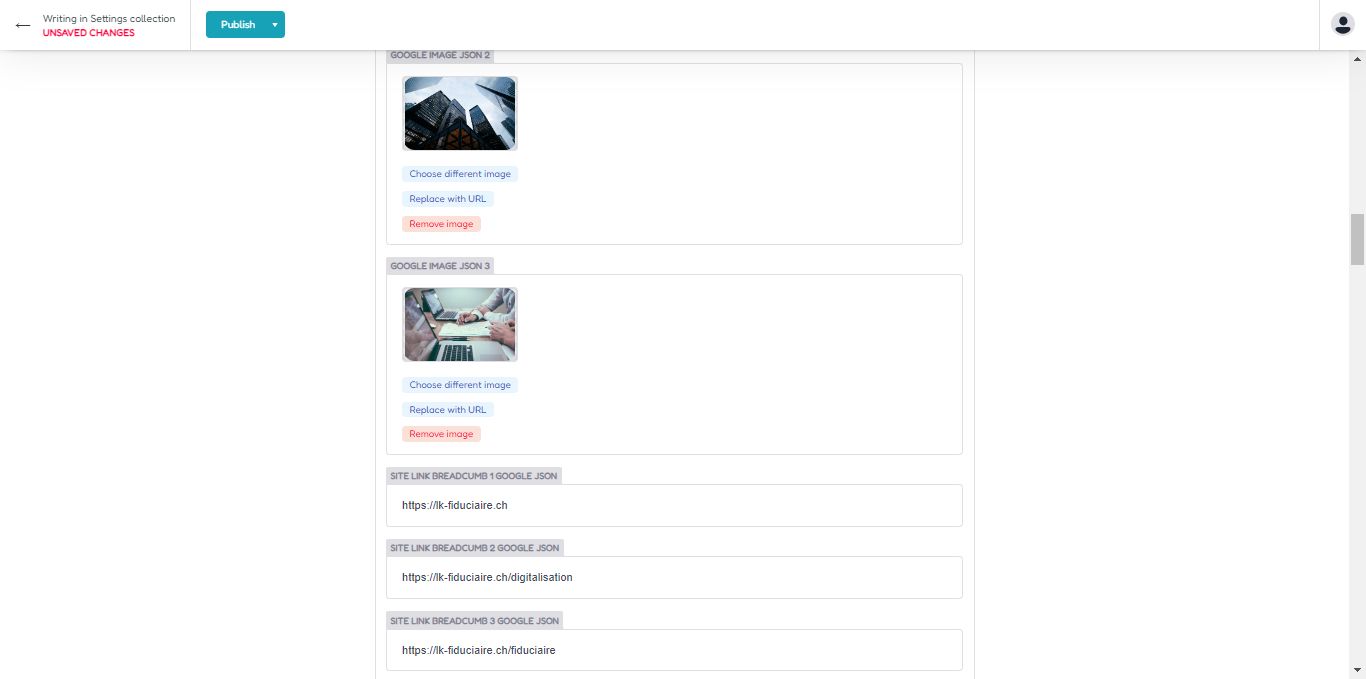 Writing in Settings collection
UNSAVED CHANGES
Publish
GOOGLE IMAGE JSON 2
Choose different image
Replace with URL
Remove image
GOOGLE IMAGE JSON 3
Choose different image
Replace with URL
Remove image
SITE LINK BREADCUMB 1 GOOGLE JSON
https://lk-fiduciaire.ch
SITE LINK BREADCUMB 2 GOOGLE JSON
https://lk-fiduciaire.ch/digitalisation
SITE LINK BREADCUMB 3 GOOGLE JSON
https://lk-fiduciaire.ch/fiduciaire